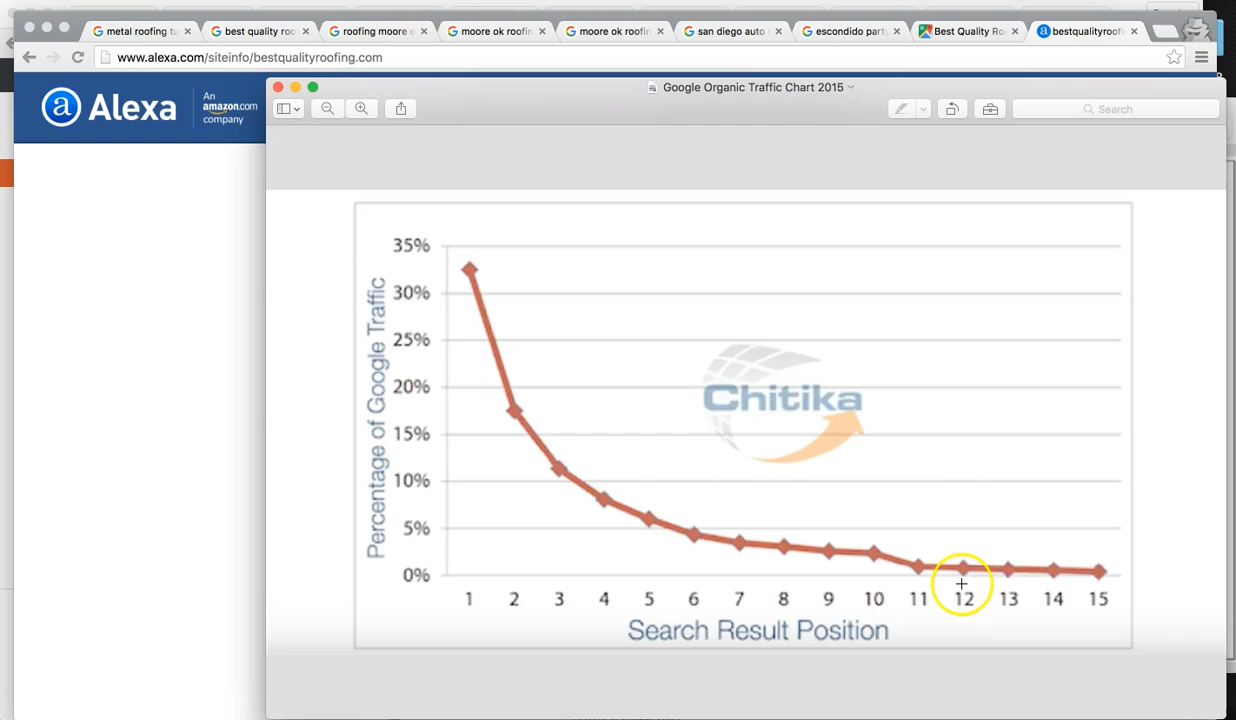 metal roofing tu
best quality roo
roofing moore o
moore ok roofin
moore ok roofin
san diego auto
escondido party
Best Quality Ro
bestqualityroofi
www.alexa.com/siteinfo/bestqualityroofing.com
Alexa
An
amazon.com
company
Google Organic Traffic Chart 2015
Search
35%
30%
25%
20%
15%
10%
5%
0%
Percentage of Google Traffic
Chitika
1 2 3 4 5 6 7 8 9 10 11 12 13 14 15
Search Result Position